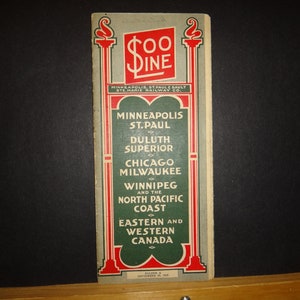 SOO
LINE
MINNEAPOLIS, ST. PAUL & SAULT
STE. MARIE RAILWAY CO.
MINNEAPOLIS
ST. PAUL
DULUTH
SUPERIOR
CHICAGO
MILWAUKEE
WINNIPEG
AND THE
NORTH PACIFIC
COAST
EASTERN AND
WESTERN
CANADA